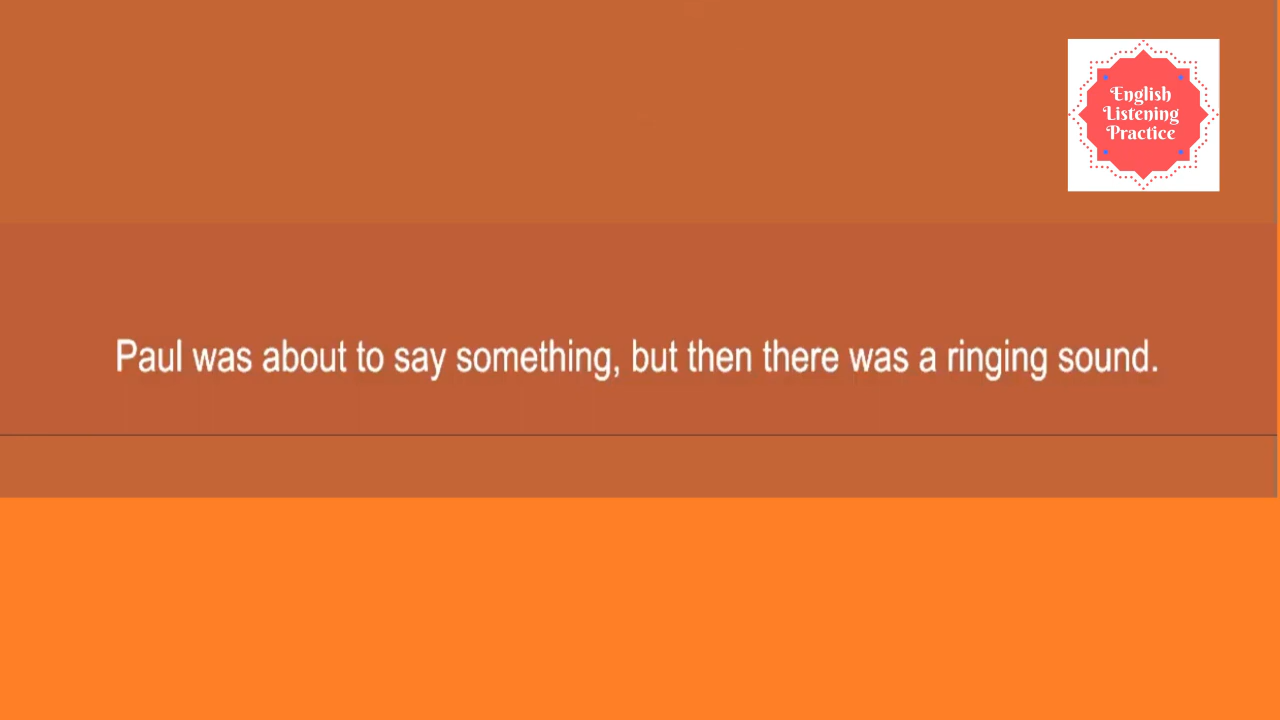 English
Listening
Practice
Paul was about to say something, but then there was a ringing sound.